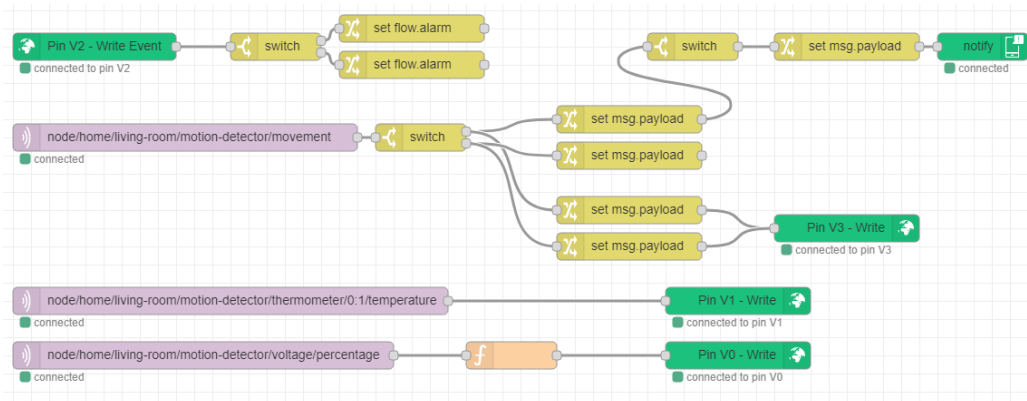 Pin V2 - Write Event
connected to pin V2
switch
set flow.alarm
set flow.alarm
switch
set msg.payload
notify
connected
node/home/living-room/motion-detector/movement
connected
switch
set msg.payload
set msg.payload
set msg.payload
set msg.payload
Pin V3 - Write
connected to pin V3
node/home/living-room/motion-detector/thermometer/0:1/temperature
connected
Pin V1 - Write
connected to pin V1
node/home/living-room/motion-detector/voltage/percentage
connected
f
Pin V0 - Write
connected to pin V0